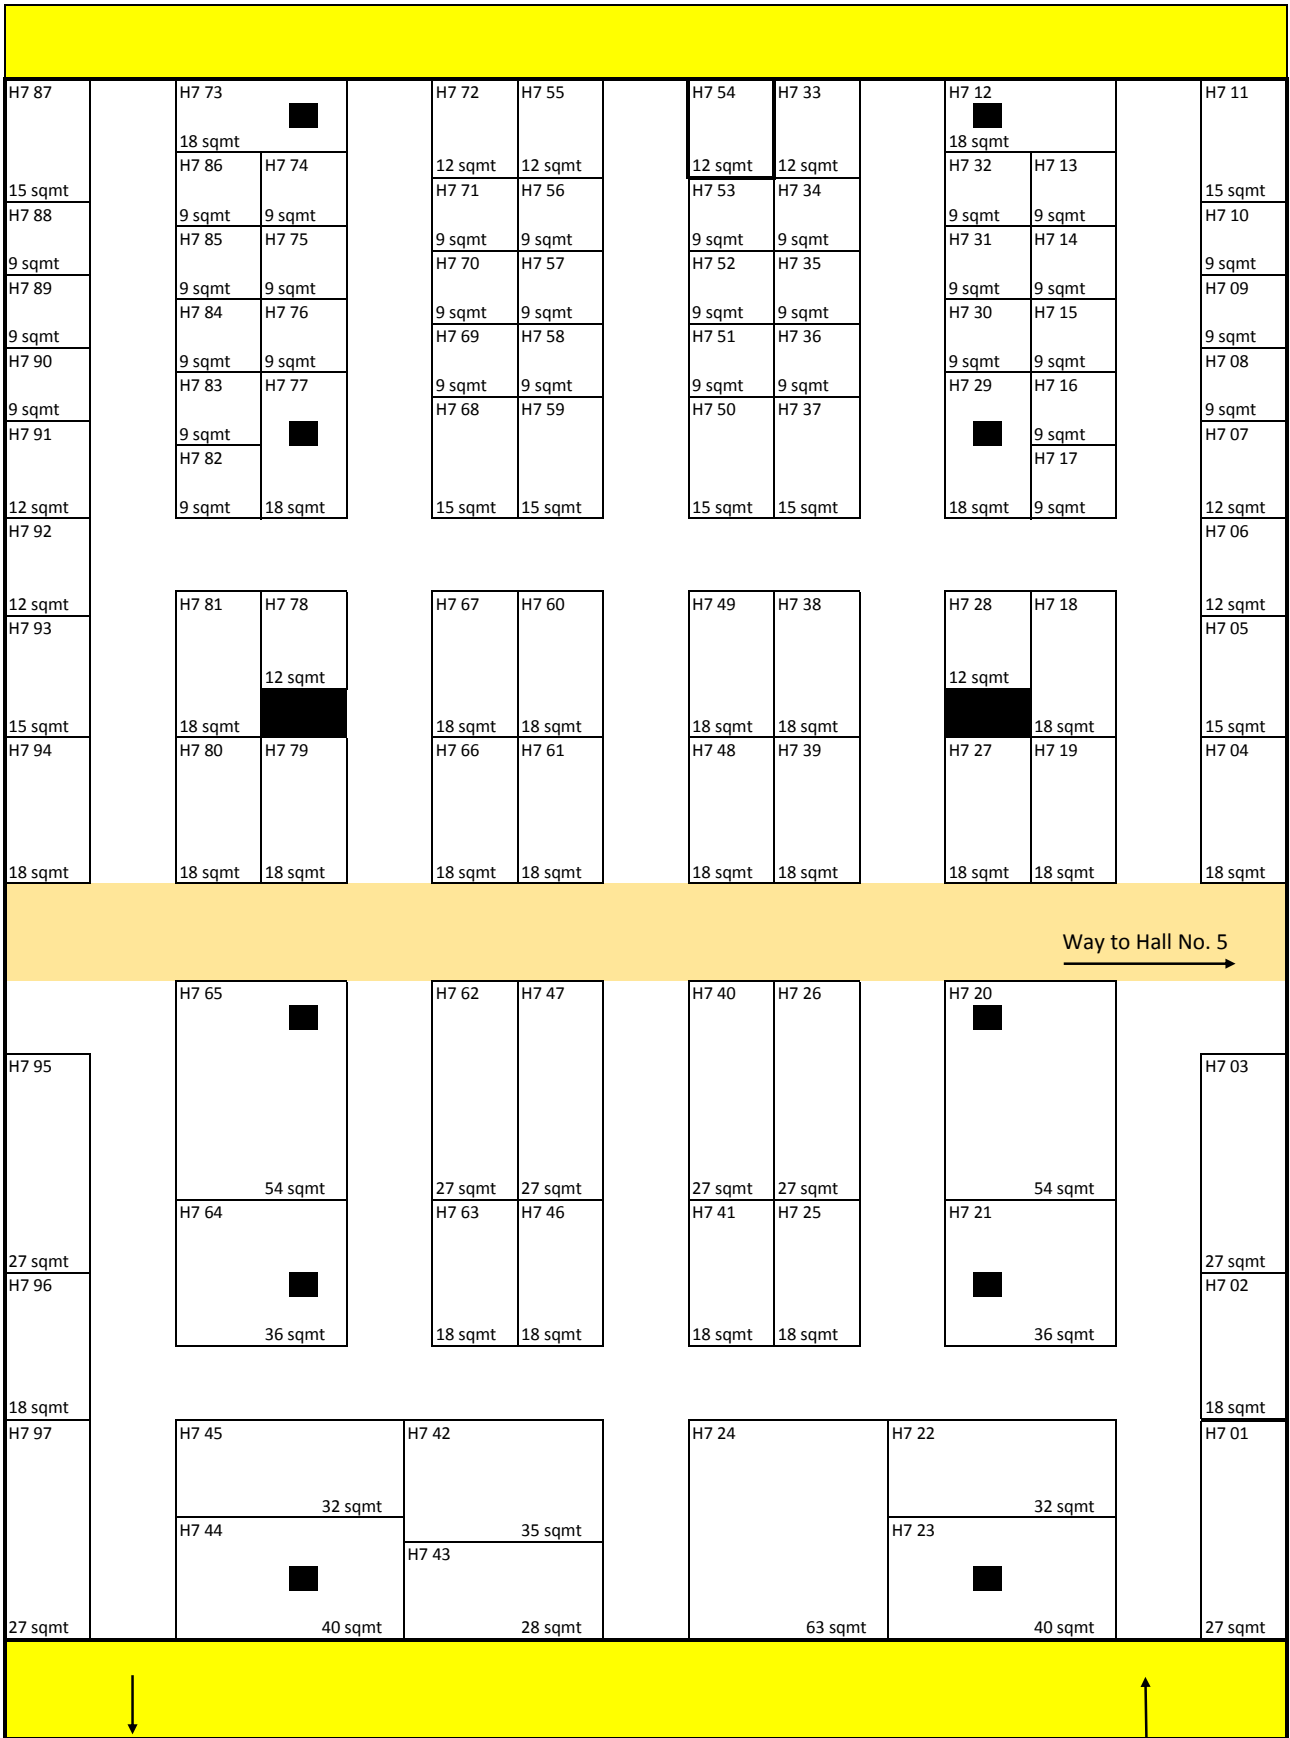 H7 87 H7 73 H7 72 H7 55 H7 54 H7 33 H7 12 H7 11
18 sqmt 18 sqmt
12 sqmt 12 sqmt 12 sqmt 12 sqmt
H7 86 H7 74 H7 32 H7 13
15 sqmt H7 71 H7 56 H7 53 H7 34 15 sqmt
H7 88 9 sqmt 9 sqmt 9 sqmt 9 sqmt H7 10
H7 85 H7 75 9 sqmt 9 sqmt 9 sqmt 9 sqmt H7 31 H7 14
9 sqmt H7 70 H7 57 H7 52 H7 35 9 sqmt
H7 89 9 sqmt 9 sqmt 9 sqmt 9 sqmt H7 09
H7 84 H7 76 9 sqmt 9 sqmt 9 sqmt 9 sqmt H7 30 H7 15
9 sqmt H7 69 H7 58 H7 51 H7 36 9 sqmt
H7 90 9 sqmt 9 sqmt 9 sqmt 9 sqmt H7 08
H7 83 H7 77 9 sqmt 9 sqmt 9 sqmt 9 sqmt H7 29 H7 16
9 sqmt H7 68 H7 59 H7 50 H7 37 9 sqmt
H7 91 9 sqmt 9 sqmt H7 07
H7 82 H7 17
12 sqmt 9 sqmt 18 sqmt 15 sqmt 15 sqmt 15 sqmt 15 sqmt 18 sqmt 9 sqmt 12 sqmt
H7 92 H7 06
12 sqmt H7 81 H7 78 H7 67 H7 60 H7 49 H7 38 H7 28 H7 18 12 sqmt
H7 93 H7 05
12 sqmt 12 sqmt
15 sqmt 18 sqmt 18 sqmt 18 sqmt 18 sqmt 18 sqmt 18 sqmt 15 sqmt
H7 94 H7 80 H7 79 H7 66 H7 61 H7 48 H7 39 H7 27 H7 19 H7 04
18 sqmt 18 sqmt 18 sqmt 18 sqmt 18 sqmt 18 sqmt 18 sqmt 18 sqmt 18 sqmt 18 sqmt
Way to Hall No. 5
H7 65 H7 62 H7 47 H7 40 H7 26 H7 20
H7 95 H7 03
54 sqmt 27 sqmt 27 sqmt 27 sqmt 27 sqmt 54 sqmt
H7 64 H7 63 H7 46 H7 41 H7 25 H7 21
27 sqmt 27 sqmt
H7 96 H7 02
36 sqmt 18 sqmt 18 sqmt 18 sqmt 18 sqmt 36 sqmt
18 sqmt 18 sqmt
H7 97 H7 45 H7 42 H7 24 H7 22 H7 01
32 sqmt 32 sqmt
H7 44 35 sqmt H7 23
H7 43
27 sqmt 40 sqmt 28 sqmt 63 sqmt 40 sqmt 27 sqmt